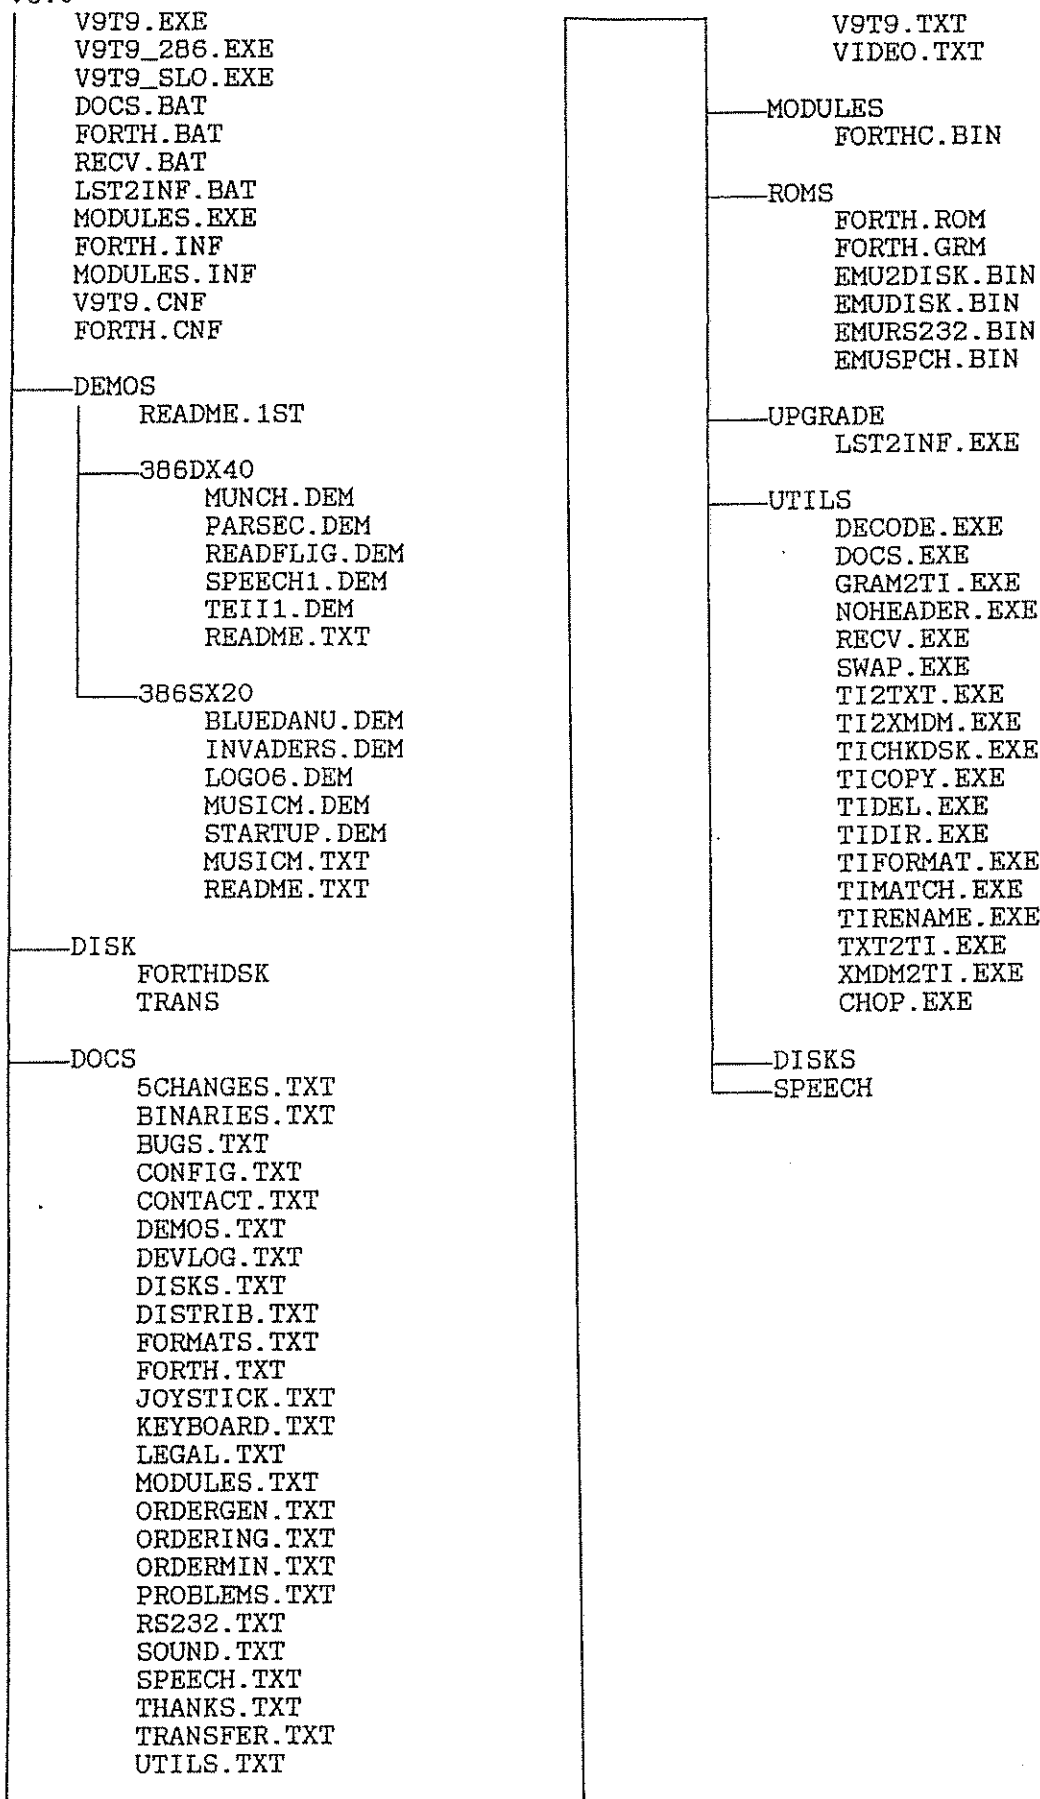 V9T9.EXE
V9T9_286.EXE
V9T9_SLO.EXE
DOCS.BAT
FORTH.BAT
RECV.BAT
LST2INF.BAT
MODULES.EXE
FORTH.INF
MODULES.INF
V9T9.CNF
FORTH.CNF
DEMOS
README.1ST
386DX40
MUNCH.DEM
PARSEC.DEM
READFLIG.DEM
SPEECH1.DEM
TEII1.DEM
README.TXT
386SX20
BLUEDANU.DEM
INVADERS.DEM
LOGO6.DEM
MUSICM.DEM
STARTUP.DEM
MUSICM.TXT
README.TXT
DISK
FORTHDSK
TRANS
DOCS
5CHANGES.TXT
BINARIES.TXT
BUGS.TXT
CONFIG.TXT
CONTACT.TXT
DEMOS.TXT
DEVLOG.TXT
DISKS.TXT
DISTRIB.TXT
FORMATS.TXT
FORTH.TXT
JOYSTICK.TXT
KEYBOARD.TXT
LEGAL.TXT
MODULES.TXT
ORDERGEN.TXT
ORDERING.TXT
ORDERMIN.TXT
PROBLEMS.TXT
RS232.TXT
SOUND.TXT
SPEECH.TXT
THANKS.TXT
TRANSFER.TXT
UTILS.TXT
V9T9.TXT
VIDEO.TXT
MODULES
FORTHC.BIN
ROMS
FORTH.ROM
FORTH.GRM
EMU2DISK.BIN
EMUDISK.BIN
EMURS232.BIN
EMUSPCH.BIN
UPGRADE
LST2INF.EXE
UTILS
DECODE.EXE
DOCS.EXE
GRAM2TI.EXE
NOHEADER.EXE
RECV.EXE
SWAP.EXE
TI2TXT.EXE
TI2XMDM.EXE
TICHKDSK.EXE
TICOPY.EXE
TIDEL.EXE
TIDIR.EXE
TIFORMAT.EXE
TIMATCH.EXE
TIRENAME.EXE
TXT2TI.EXE
XMDM2TI.EXE
CHOP.EXE
DISKS
SPEECH